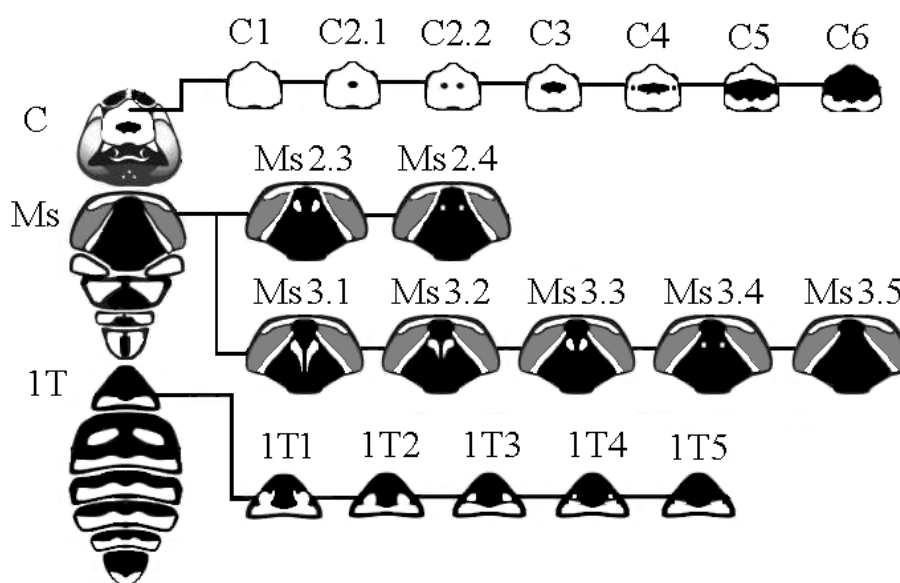 C1 C2.1 C2.2 C3 C4 C5 C6
C
Ms2.3 Ms2.4
Ms
Ms3.1 Ms3.2 Ms3.3 Ms3.4 Ms3.5
1T
1T1 1T2 1T3 1T4 1T5